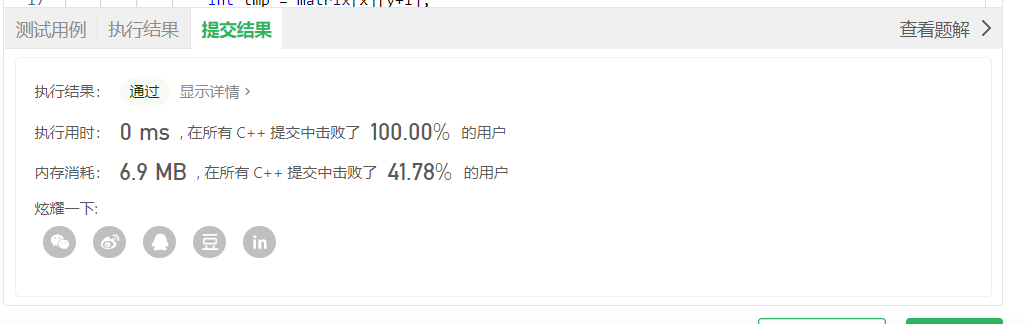 17 int tmp = matrix[x][y+1];
测试用例 执行结果 提交结果 查看题解 >
执行结果： 通过 显示详情 >
执行用时： 0 ms , 在所有 C++ 提交中击败了 100.00% 的用户
内存消耗： 6.9 MB , 在所有 C++ 提交中击败了 41.78% 的用户
炫耀一下:
豆 in